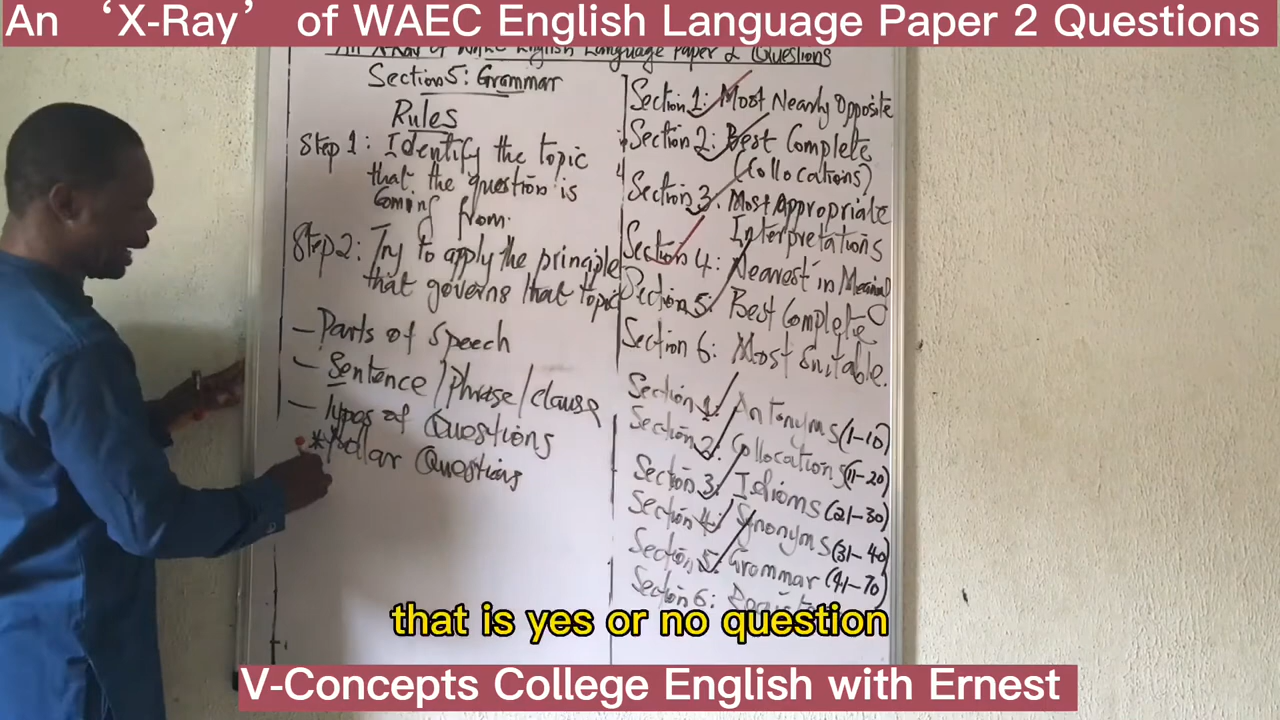 An ‘X-Ray’ of WAEC English Language Paper 2 Questions
An X-Ray of WAEC English Language Paper 2 Questions
Section 5: Grammar
Rules
Step 1: Identify the topic
that the question is
Coming from.
Step 2: Try to apply the principle
that governs that topic
- Parts of Speech
- Sentence/Phrase/clause
- Types of Questions
* Polar Questions
Section 1: Most Nearly Opposite
Section 2: Best Complete
(Collocations)
Section 3: Most Appropriate
Interpretations
Section 4: Nearest in Meaning
Section 5: Best Complete
Section 6: Most Suitable.
Section 1: Antonyms (1-10)
Section 2: Collocations (11-20)
Section 3: Idioms (21-30)
Section 4: Synonyms (31-40)
Section 5: Grammar (41-70)
Section 6:
that is yes or no question
V-Concepts College English with Ernest